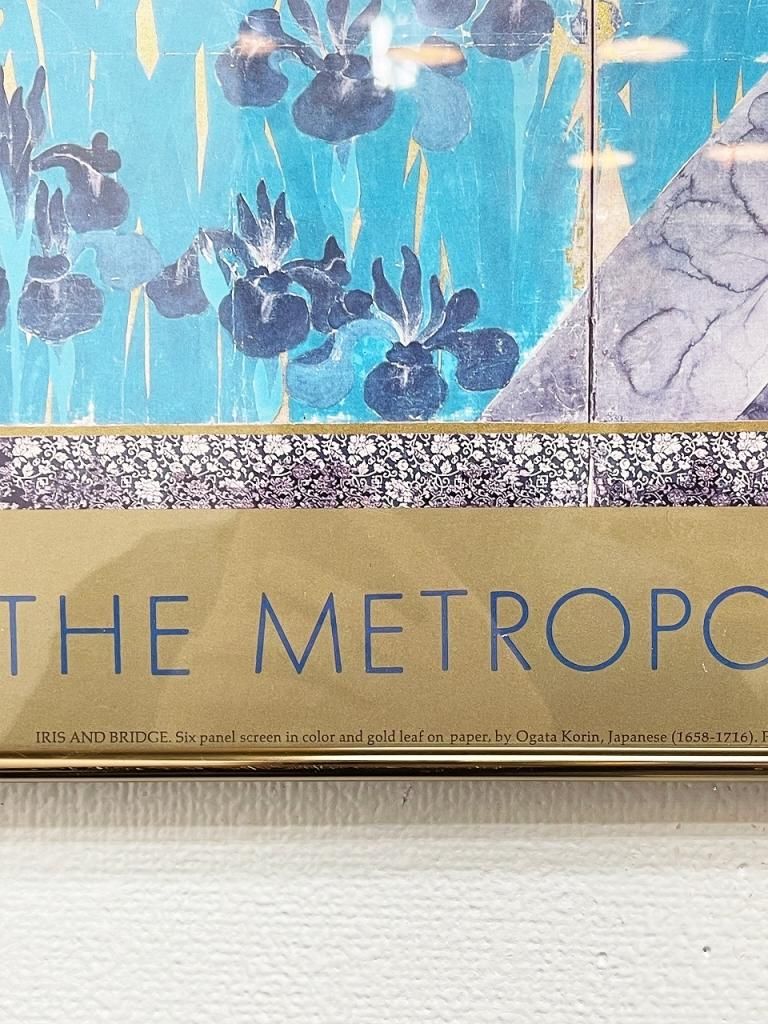 THE METROPO
IRIS AND BRIDGE. Six panel screen in color and gold leaf on paper, by Ogata Korin, Japanese (1658-1716). F